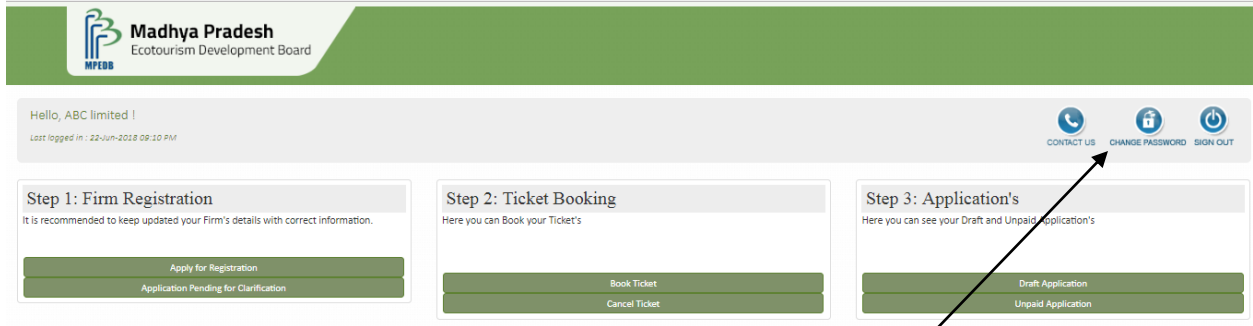 Madhya Pradesh
Ecotourism Development Board
MPEDB
Hello, ABC limited !
Last logged in : 22-Jun-2018 09:10 PM
CONTACT US
CHANGE PASSWORD
SIGN OUT
Step 1: Firm Registration
It is recommended to keep updated your Firm's details with correct information.
Apply for Registration
Application Pending for Clarification
Step 2: Ticket Booking
Here you can Book your Ticket's
Book Ticket
Cancel Ticket
Step 3: Application's
Here you can see your Draft and Unpaid Application's
Draft Application
Unpaid Application